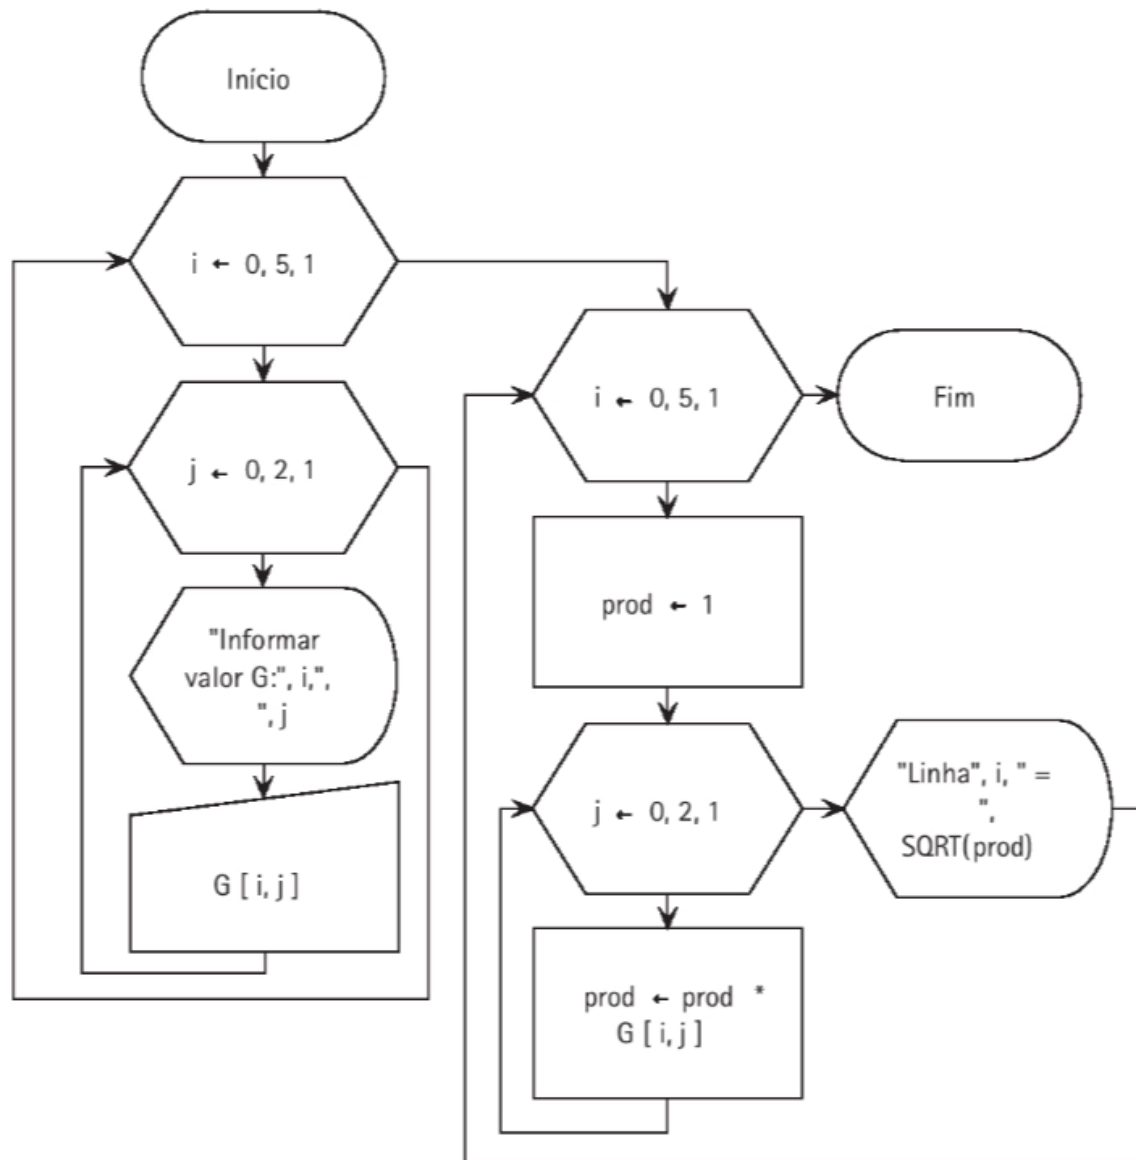 Início
i ← 0, 5, 1
j ← 0, 2, 1
"Informar
valor G:", i,",
", j
G [ i, j ]
i ← 0, 5, 1
Fim
prod ← 1
j ← 0, 2, 1
"Linha", i, " =
",
SQRT(prod)
prod ← prod *
G [ i, j ]